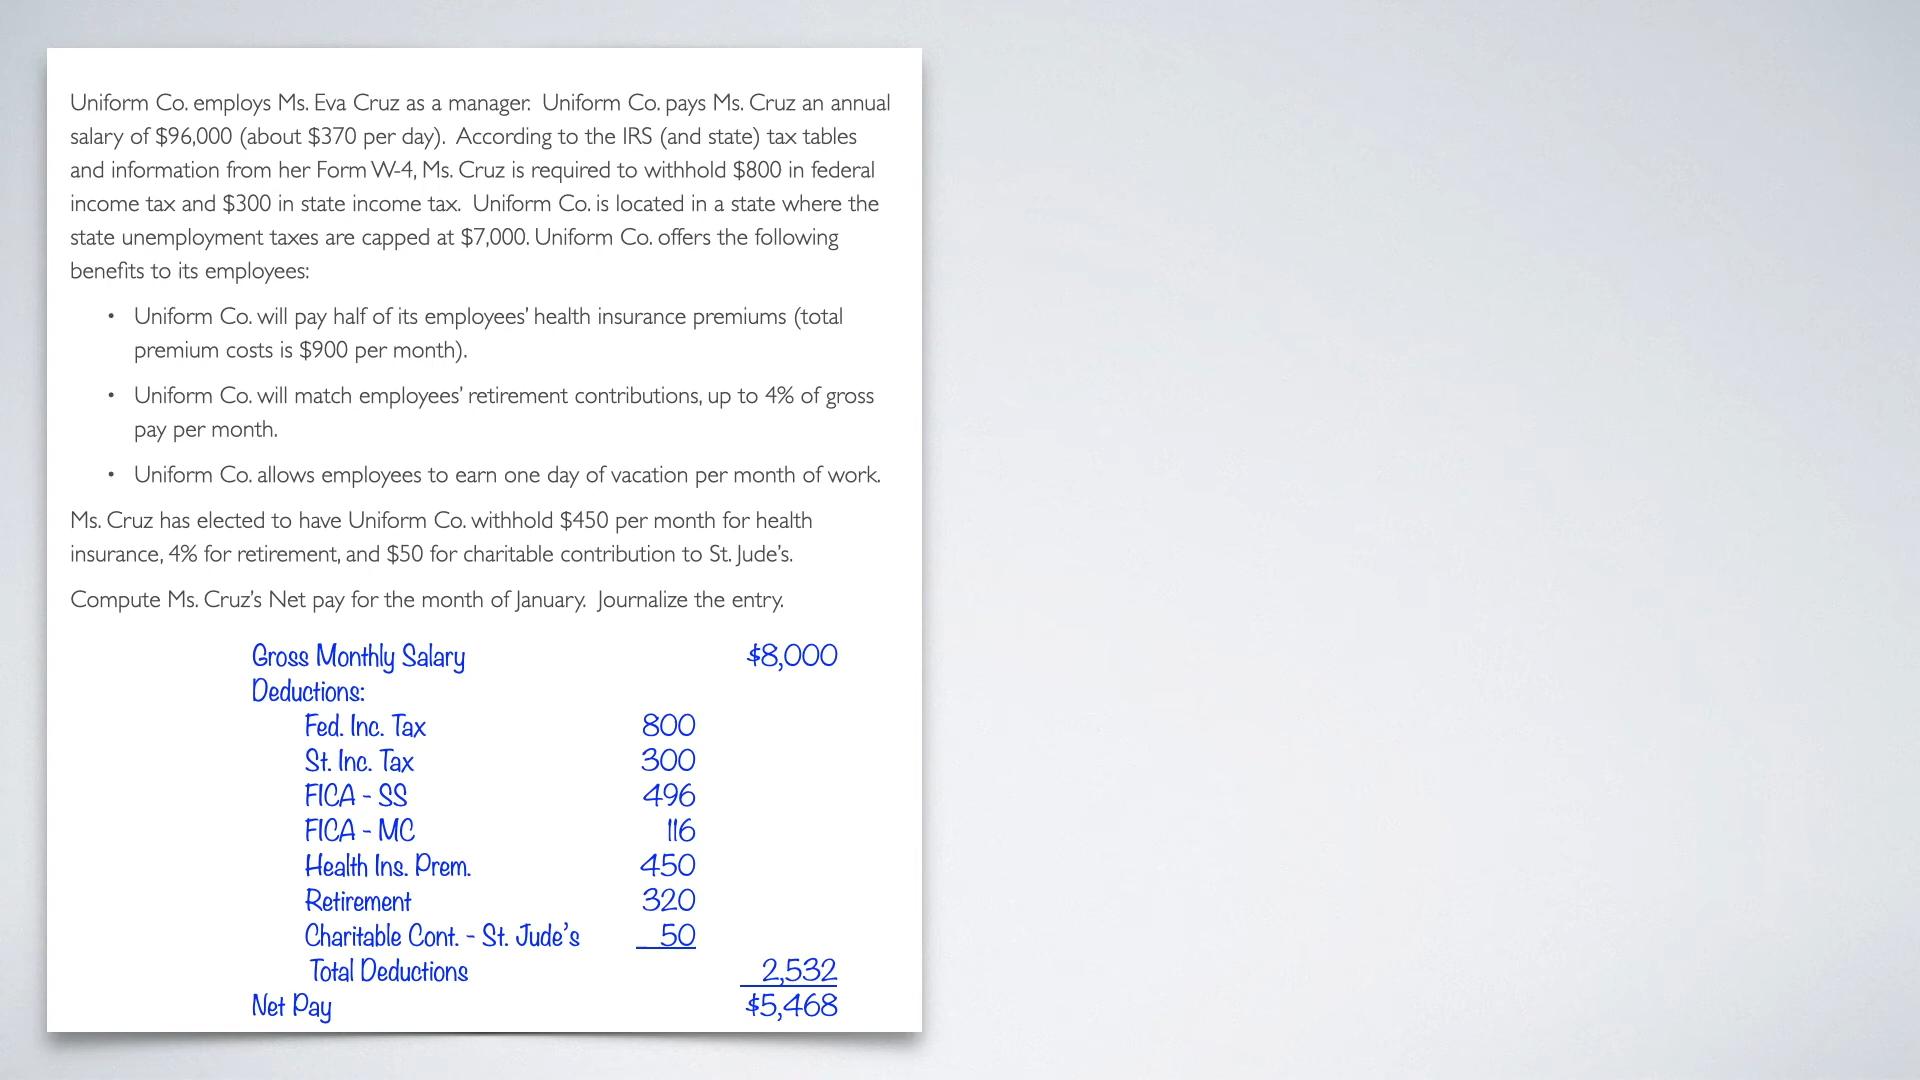 Uniform Co. employs Ms. Eva Cruz as a manager.  Uniform Co. pays Ms. Cruz an annual
salary of $96,000 (about $370 per day).  According to the IRS (and state) tax tables
and information from her Form W-4, Ms. Cruz is required to withhold $800 in federal
income tax and $300 in state income tax.  Uniform Co. is located in a state where the
state unemployment taxes are capped at $7,000. Uniform Co. offers the following
benefits to its employees:
• Uniform Co. will pay half of its employees' health insurance premiums (total
premium costs is $900 per month).
• Uniform Co. will match employees' retirement contributions, up to 4% of gross
pay per month.
• Uniform Co. allows employees to earn one day of vacation per month of work.
Ms. Cruz has elected to have Uniform Co. withhold $450 per month for health
insurance, 4% for retirement, and $50 for charitable contribution to St. Jude's.
Compute Ms. Cruz's Net pay for the month of January.  Journalize the entry.
Gross Monthly Salary $8,000
Deductions:
Fed. Inc. Tax 800
St. Inc. Tax 300
FICA - SS 496
FICA - MC 116
Health Ins. Prem. 450
Retirement 320
Charitable Cont. - St. Jude's 50
Total Deductions 2,532
Net Pay $5,468